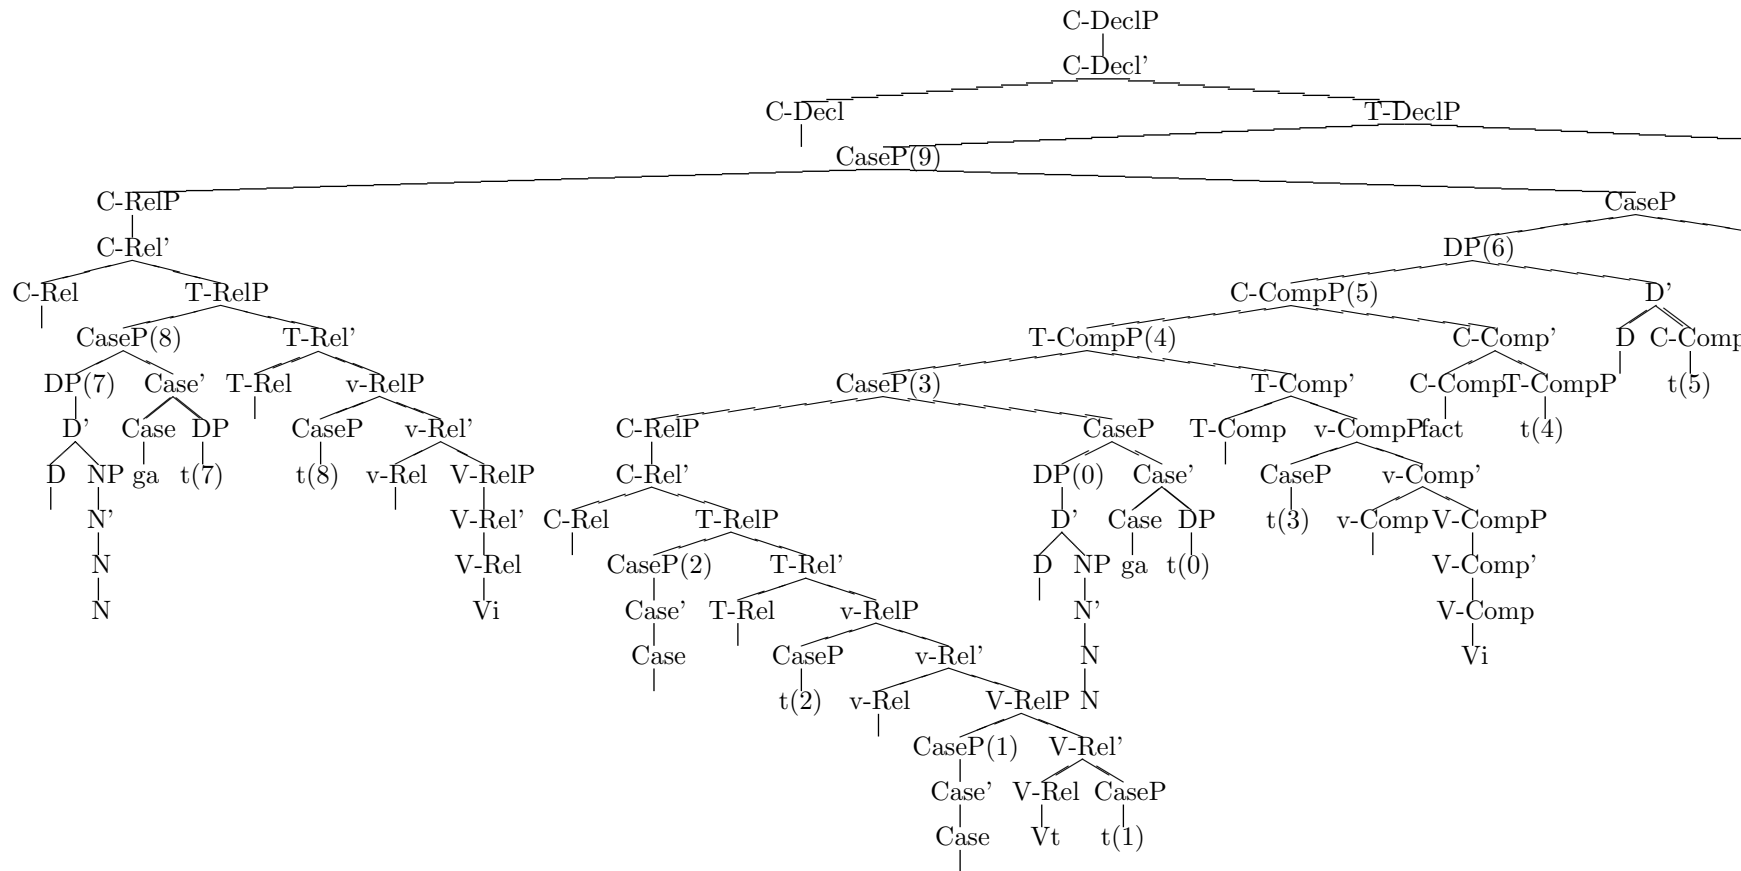 C-DeclP
C-Decl'
C-Decl T-DeclP
CaseP(9)
C-RelP CaseP
C-Rel' DP(6)
C-Rel T-RelP C-CompP(5) D'
CaseP(8) T-Rel' T-CompP(4) C-Comp' D C-Comp
DP(7) Case' T-Rel v-RelP CaseP(3) T-Comp' C-Comp T-CompP t(5)
D' Case DP CaseP v-Rel' C-RelP CaseP T-Comp v-CompP fact t(4)
D NP ga t(7) t(8) v-Rel V-RelP C-Rel' DP(0) Case' CaseP v-Comp'
N' V-Rel' C-Rel T-RelP D' Case DP t(3) v-Comp V-CompP
N V-Rel CaseP(2) T-Rel' D NP ga t(0) V-Comp'
N Vi Case' T-Rel v-RelP N' V-Comp
Case CaseP v-Rel' N Vi
t(2) v-Rel V-RelP N
CaseP(1) V-Rel'
Case' V-Rel CaseP
Case Vt t(1)